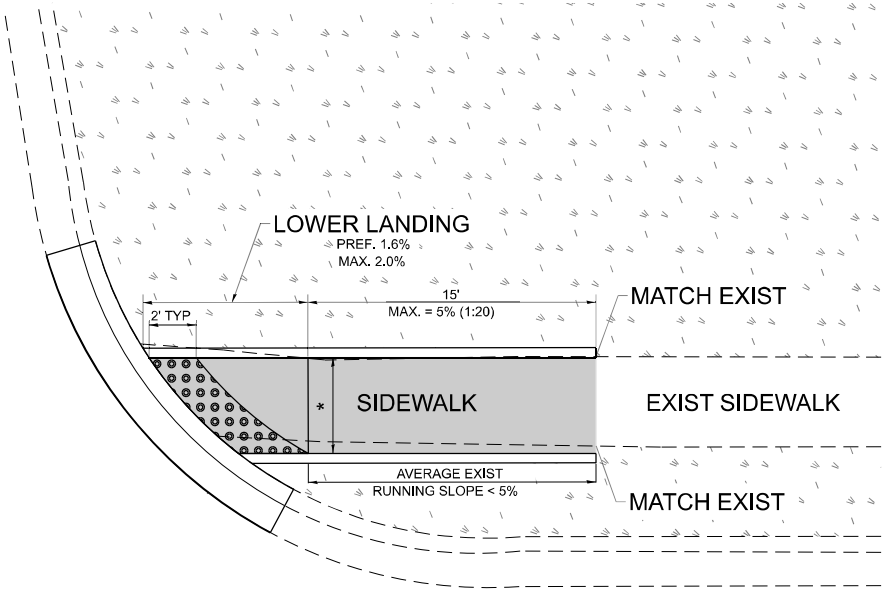 LOWER LANDING
PREF. 1.6%
MAX. 2.0%
15'
MAX. = 5% (1:20)
MATCH EXIST
2' TYP
*
SIDEWALK
EXIST SIDEWALK
AVERAGE EXIST
RUNNING SLOPE < 5%
MATCH EXIST